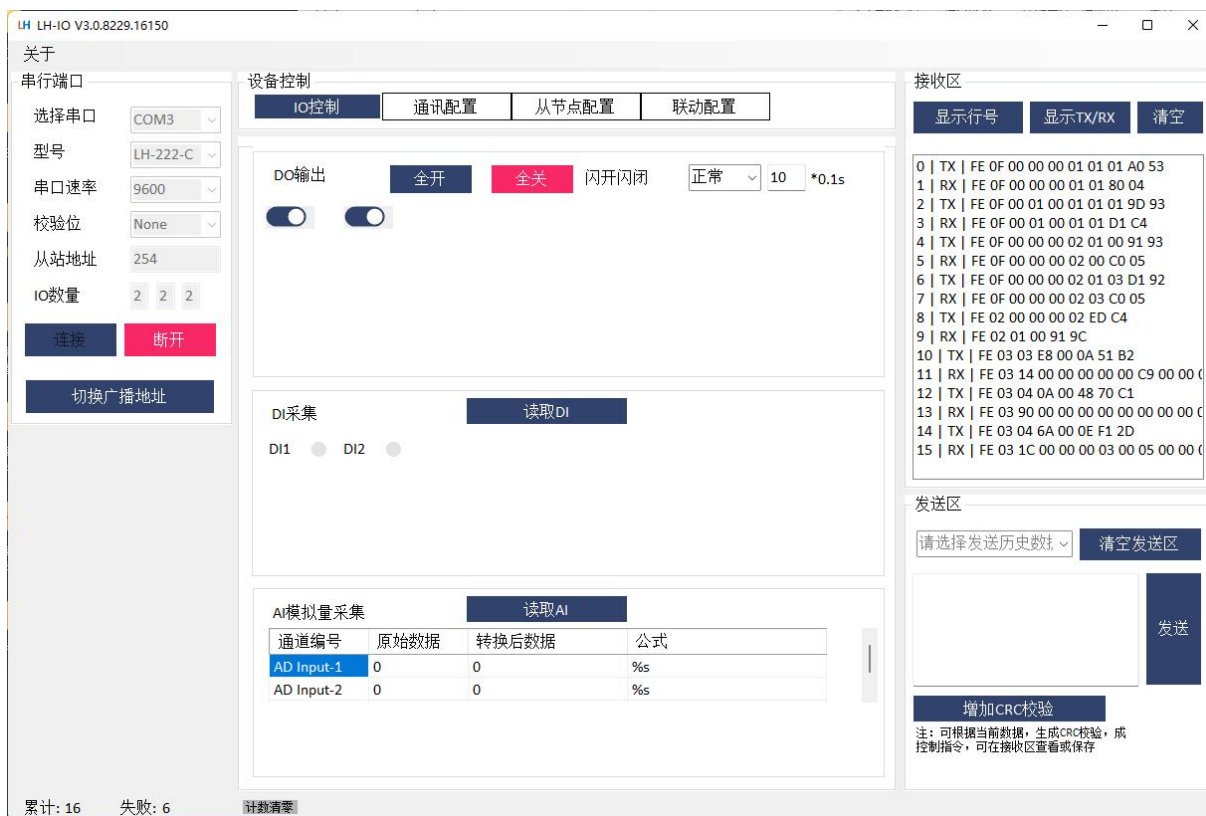 LH LH-IO V3.0.8229.16150
关于
串行端口
选择串口 COM3
型号 LH-222-C
串口速率 9600
校验位 None
从站地址 254
IO数量 2 2 2
连接 断开
切换广播地址
设备控制
IO控制 通讯配置 从节点配置 联动配置
DO输出 全开 全关 闪开闪闭 正常 10 *0.1s
DI采集 读取DI
DI1 DI2
AI模拟量采集 读取AI
通道编号 原始数据 转换后数据 公式
AD Input-1 0 0 %s
AD Input-2 0 0 %s
接收区
显示行号 显示TX/RX 清空
0 | TX | FE 0F 00 00 00 01 01 01 A0 53
1 | RX | FE 0F 00 00 00 01 01 80 04
2 | TX | FE 0F 00 01 00 01 01 01 9D 93
3 | RX | FE 0F 00 01 00 01 01 D1 C4
4 | TX | FE 0F 00 00 00 02 01 00 91 93
5 | RX | FE 0F 00 00 00 02 00 C0 05
6 | TX | FE 0F 00 00 00 02 01 03 D1 92
7 | RX | FE 0F 00 00 00 02 03 C0 05
8 | TX | FE 02 00 00 00 02 ED C4
9 | RX | FE 02 01 00 91 9C
10 | TX | FE 03 03 E8 00 0A 51 B2
11 | RX | FE 03 14 00 00 00 00 00 C9 00 00
12 | TX | FE 03 04 0A 00 48 70 C1
13 | RX | FE 03 90 00 00 00 00 00 00 00 00
14 | TX | FE 03 04 6A 00 0E F1 2D
15 | RX | FE 03 1C 00 00 00 03 00 05 00 00
发送区
请选择发送历史数 清空发送区
发送
增加CRC校验
注：可根据当前数据，生成CRC校验，成
控制指令，可在接收区查看或保存
累计: 16 失败: 6 计数清零